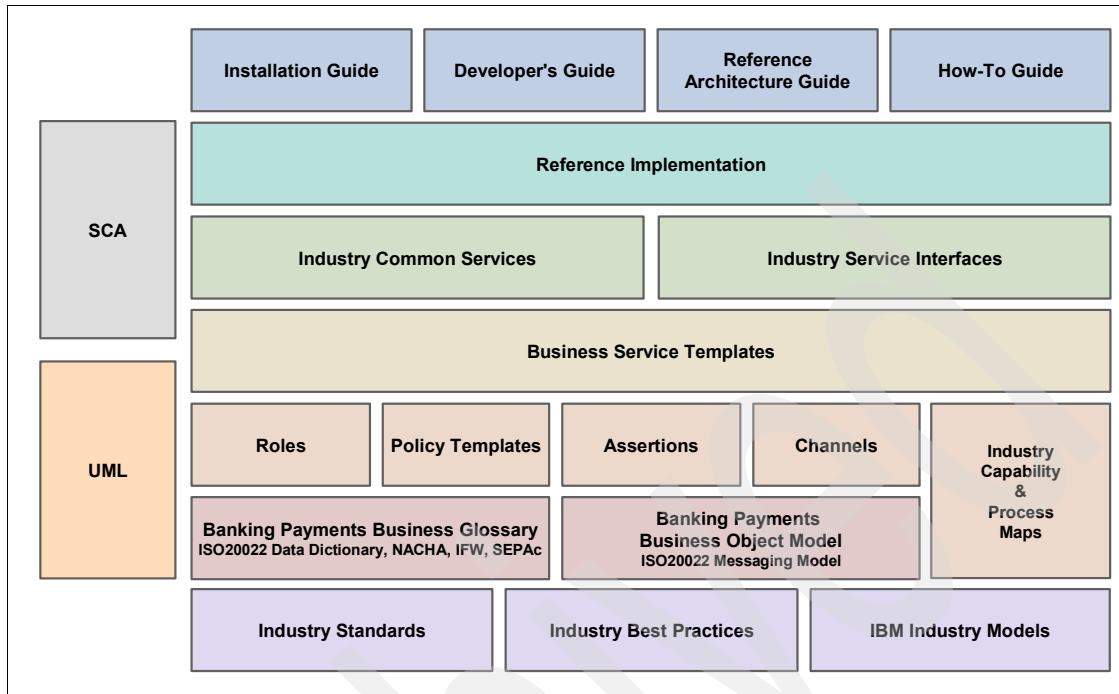 Installation Guide
Developer's Guide
Reference
Architecture Guide
How-To Guide
SCA
Reference Implementation
Industry Common Services
Industry Service Interfaces
Business Service Templates
UML
Roles
Policy Templates
Assertions
Channels
Industry
Capability
&
Process
Maps
Banking Payments Business Glossary
ISO20022 Data Dictionary, NACHA, IFW, SEPAc
Banking Payments
Business Object Model
ISO20022 Messaging Model
Industry Standards
Industry Best Practices
IBM Industry Models